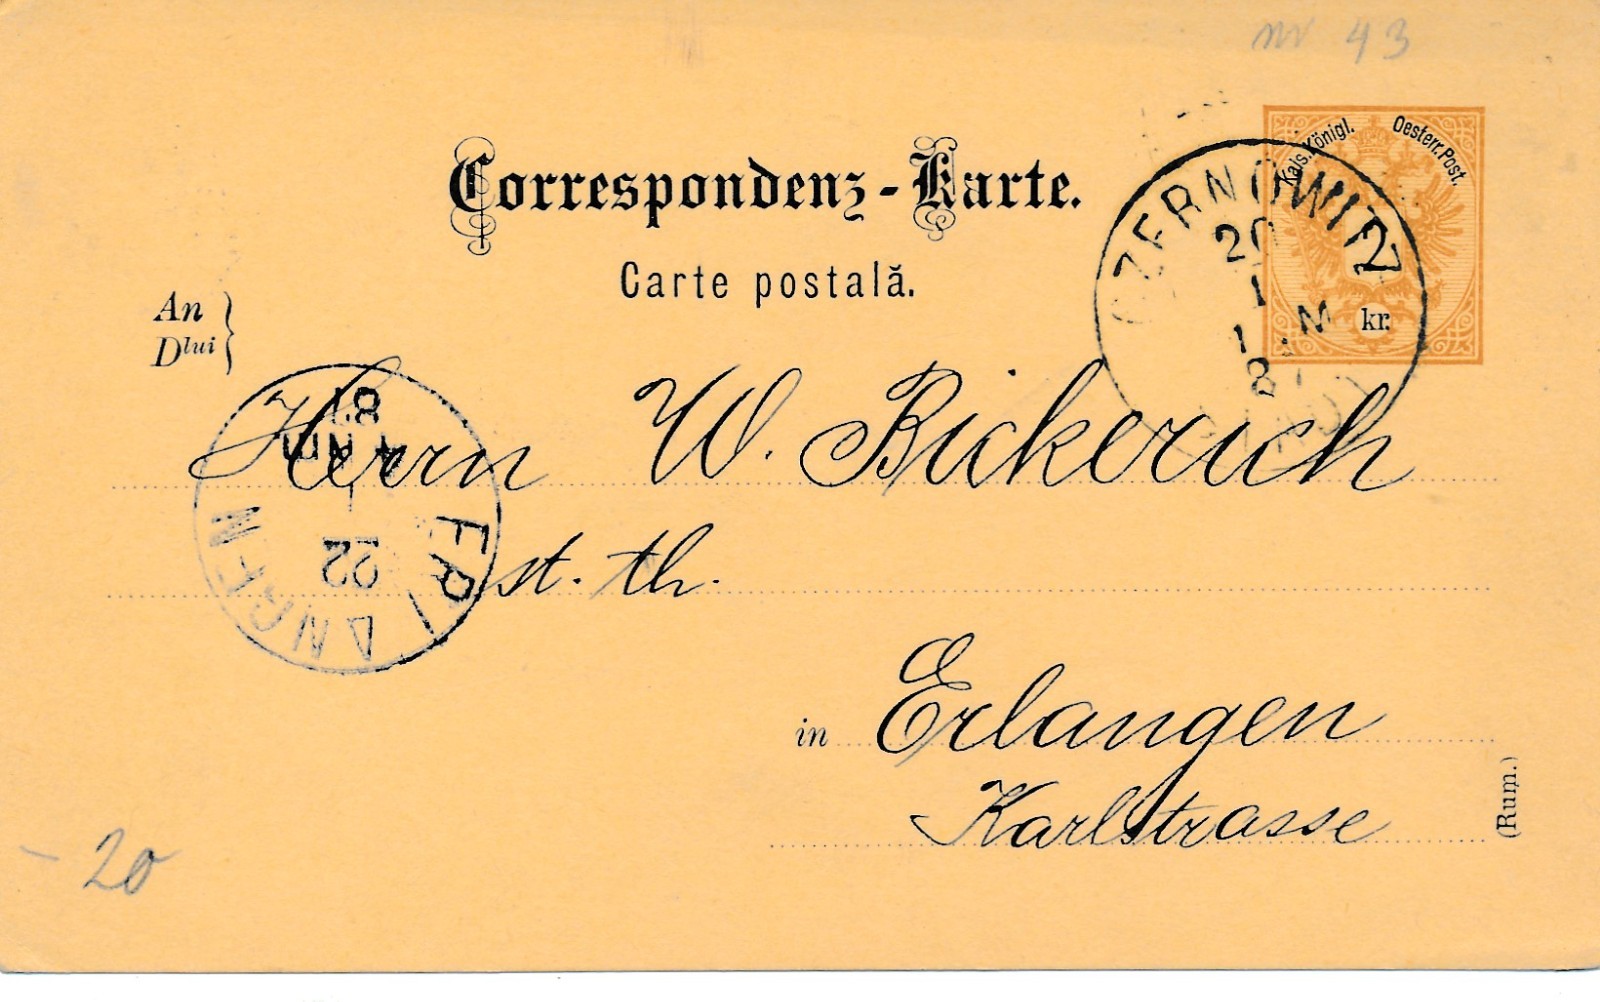 nr 43
Kais. Königl. Oesterr. Post.
2 kr.
CZERNOWITZ
20
1
Correspondenz-Karte.
Carte postală.
An
Dlui
Herrn W. Bickerich
st. th.
ERLANGEN
22
in Erlangen
Karlstrasse
(Rum.)
- 20